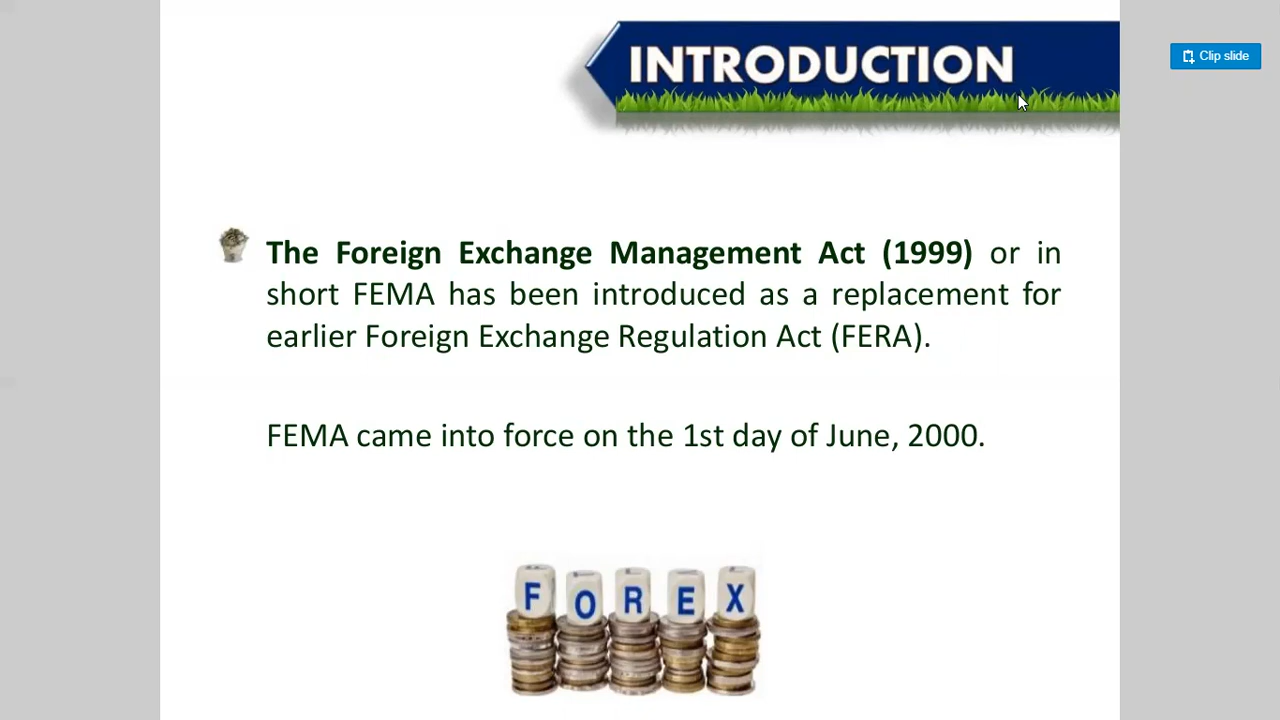 INTRODUCTION
Clip slide
The Foreign Exchange Management Act (1999) or in
short FEMA has been introduced as a replacement for
earlier Foreign Exchange Regulation Act (FERA).
FEMA came into force on the 1st day of June, 2000.
F O R E X